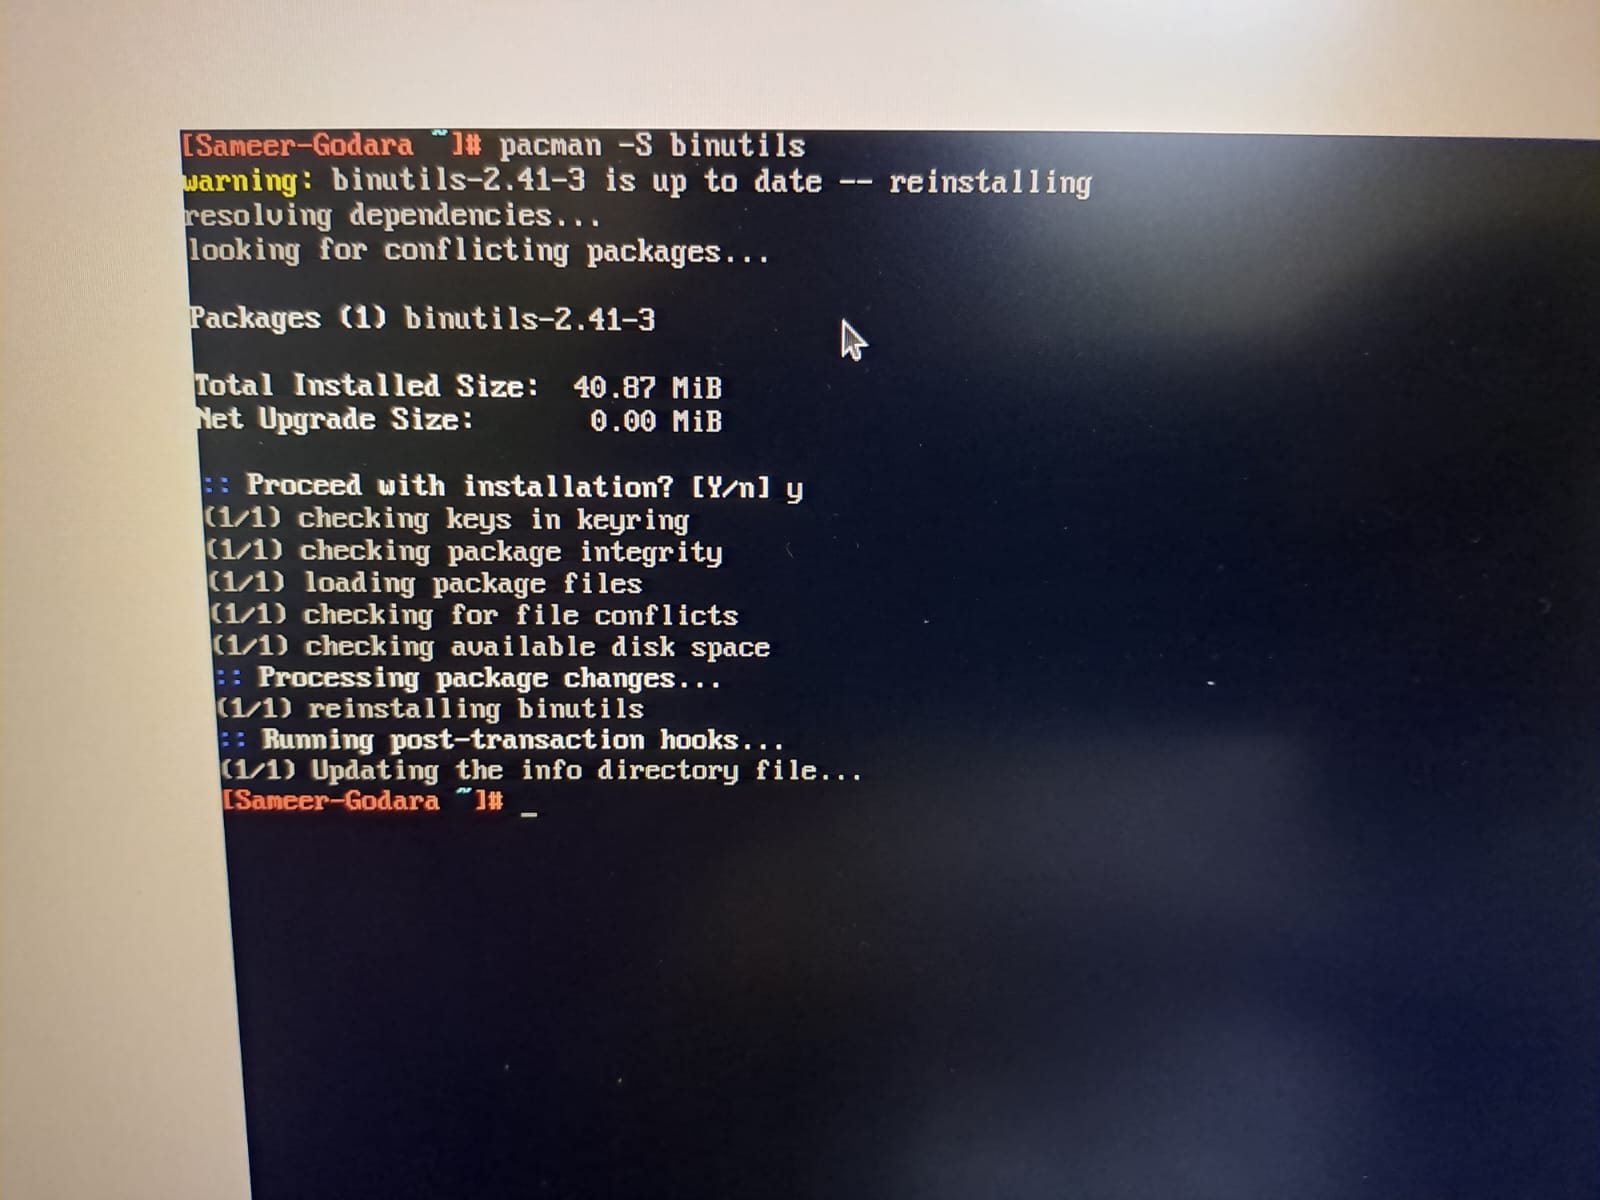 [Sameer-Godara ~]# pacman -S binutils
warning: binutils-2.41-3 is up to date -- reinstalling
resolving dependencies...
looking for conflicting packages...
Packages (1) binutils-2.41-3
Total Installed Size:  40.87 MiB
Net Upgrade Size:       0.00 MiB
:: Proceed with installation? [Y/n] y
(1/1) checking keys in keyring
(1/1) checking package integrity
(1/1) loading package files
(1/1) checking for file conflicts
(1/1) checking available disk space
:: Processing package changes...
(1/1) reinstalling binutils
:: Running post-transaction hooks...
(1/1) Updating the info directory file...
[Sameer-Godara ~]# _